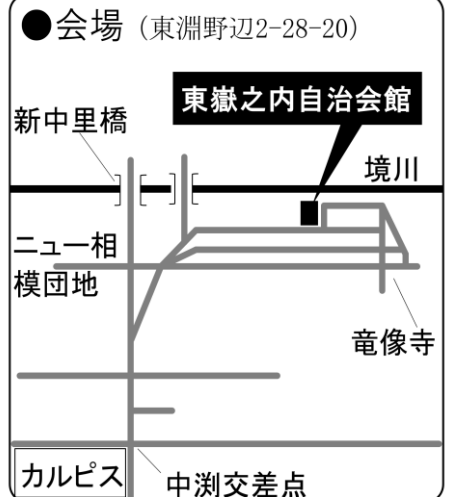 ●会場（東淵野辺2-28-20）
東嶽之内自治会館
新中里橋
境川
ニュー相
模団地
竜像寺
カルピス
中渕交差点